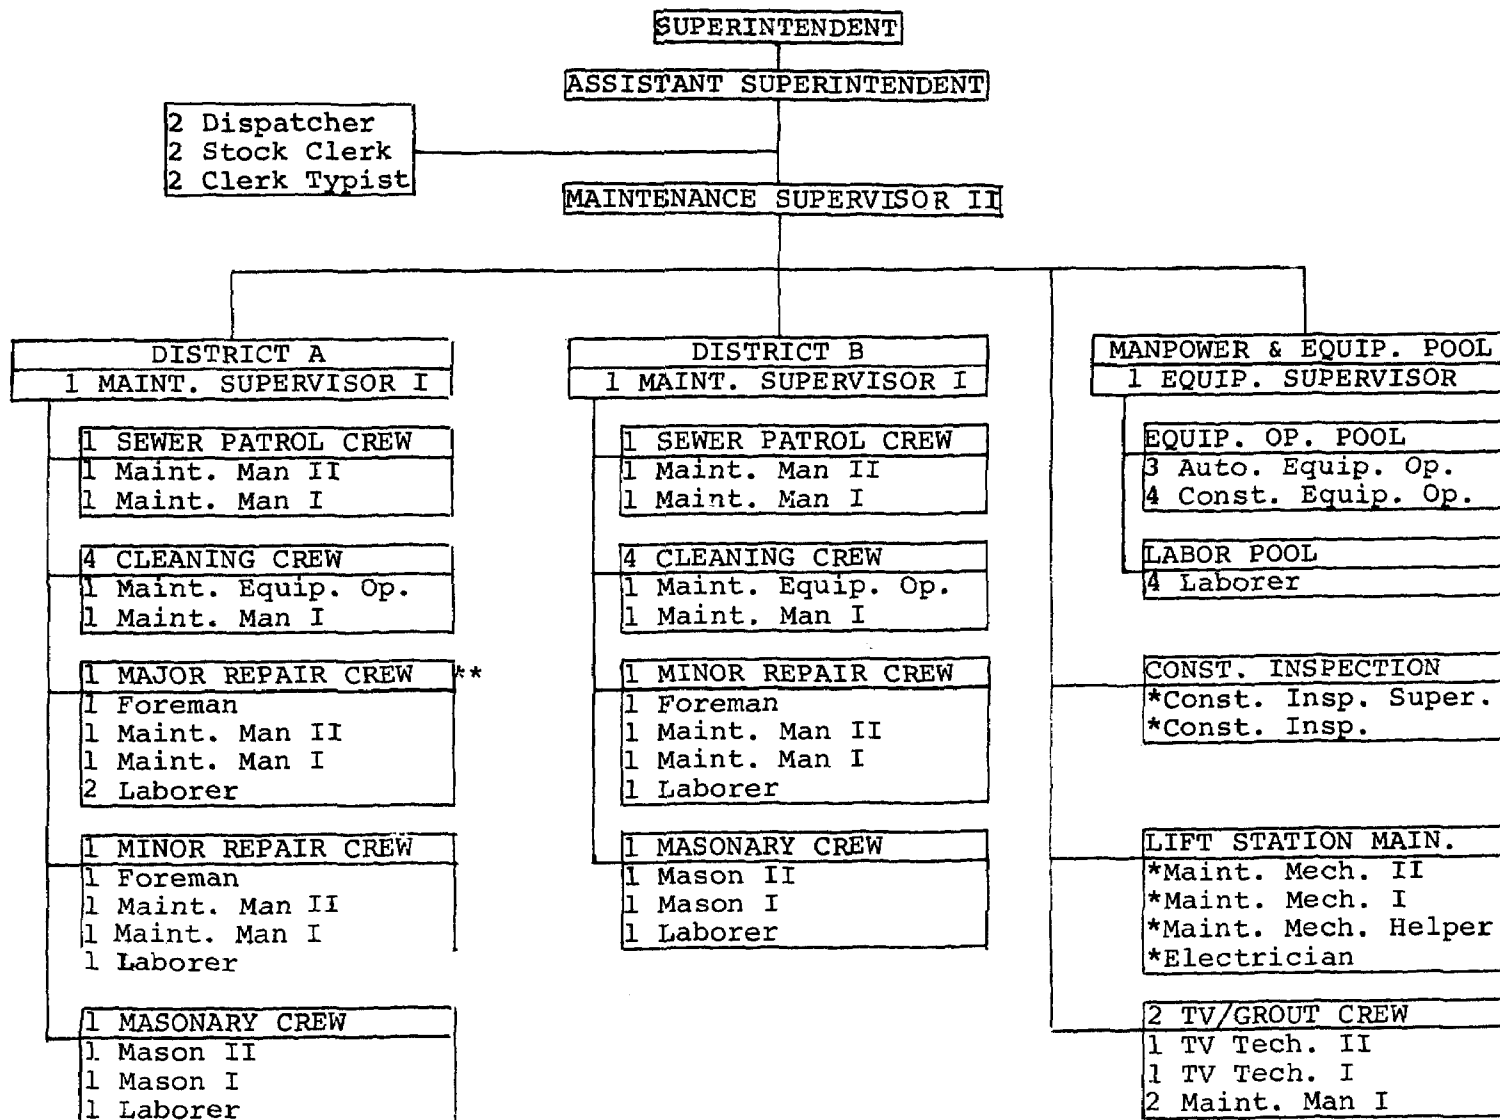 SUPERINTENDENT
ASSISTANT SUPERINTENDENT
2 Dispatcher
2 Stock Clerk
2 Clerk Typist
MAINTENANCE SUPERVISOR II
DISTRICT A
1 MAINT. SUPERVISOR I
1 SEWER PATROL CREW
1 Maint. Man II
1 Maint. Man I
4 CLEANING CREW
1 Maint. Equip. Op.
1 Maint. Man I
1 MAJOR REPAIR CREW **
1 Foreman
1 Maint. Man II
1 Maint. Man I
2 Laborer
1 MINOR REPAIR CREW
1 Foreman
1 Maint. Man II
1 Maint. Man I
1 Laborer
1 MASONARY CREW
1 Mason II
1 Mason I
1 Laborer
DISTRICT B
1 MAINT. SUPERVISOR I
1 SEWER PATROL CREW
1 Maint. Man II
1 Maint. Man I
4 CLEANING CREW
1 Maint. Equip. Op.
1 Maint. Man I
1 MINOR REPAIR CREW
1 Foreman
1 Maint. Man II
1 Maint. Man I
1 Laborer
1 MASONARY CREW
1 Mason II
1 Mason I
1 Laborer
MANPOWER & EQUIP. POOL
1 EQUIP. SUPERVISOR
EQUIP. OP. POOL
3 Auto. Equip. Op.
4 Const. Equip. Op.
LABOR POOL
4 Laborer
CONST. INSPECTION
*Const. Insp. Super.
*Const. Insp.
LIFT STATION MAIN.
*Maint. Mech. II
*Maint. Mech. I
*Maint. Mech. Helper
*Electrician
2 TV/GROUT CREW
1 TV Tech. II
1 TV Tech. I
2 Maint. Man I